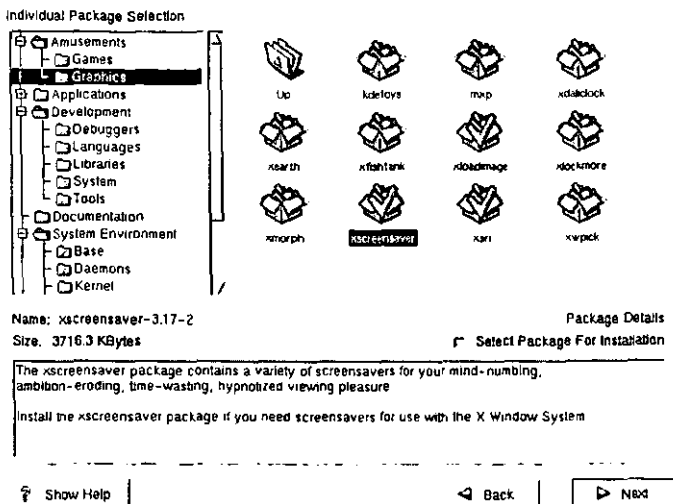 Individual Package Selection
Amusements
Games
Graphics
Applications
Development
Debuggers
Languages
Libraries
System
Tools
Documentation
System Environment
Base
Daemons
Kernel
Up kdetoys mxp xdaliclock
xearth xfishtank xloadimage xlockmore
xmorph xscreensaver xsri xwpick
Name: xscreensaver-3.17-2
Package Details
Size. 3716.3 KBytes
Select Package For Installation
The xscreensaver package contains a variety of screensavers for your mind-numbing,
ambition-eroding, time-wasting, hypnotized viewing pleasure
Install the xscreensaver package if you need screensavers for use with the X Window System
? Show Help
Back
Next